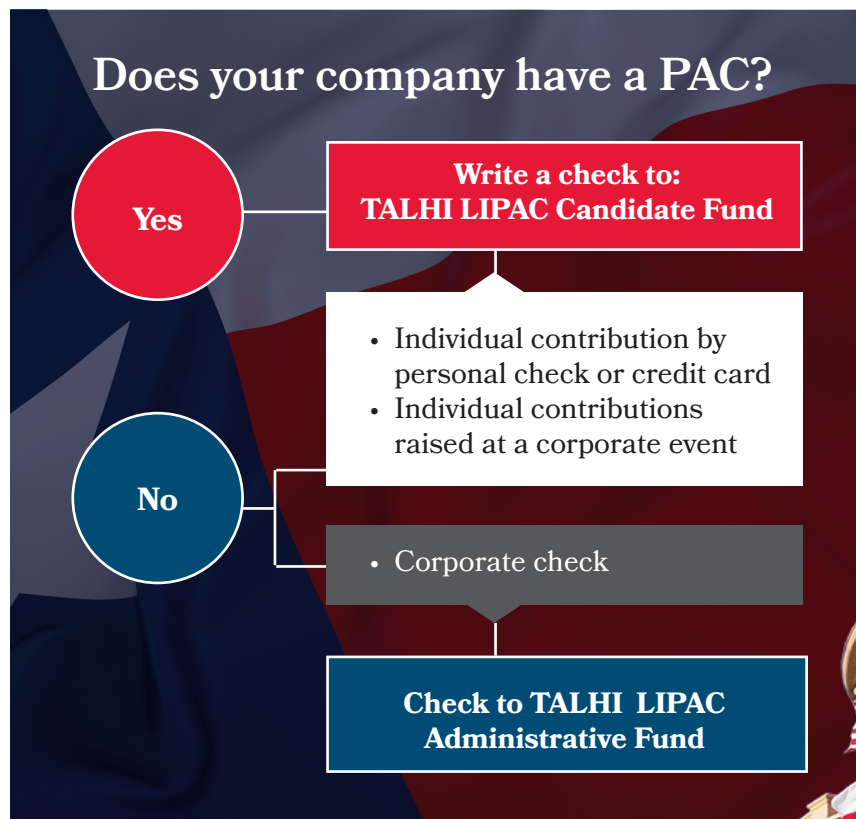 Does your company have a PAC?
Yes
Write a check to:
TALHI LIPAC Candidate Fund
• Individual contribution by
personal check or credit card
• Individual contributions
raised at a corporate event
No
• Corporate check
Check to TALHI LIPAC
Administrative Fund